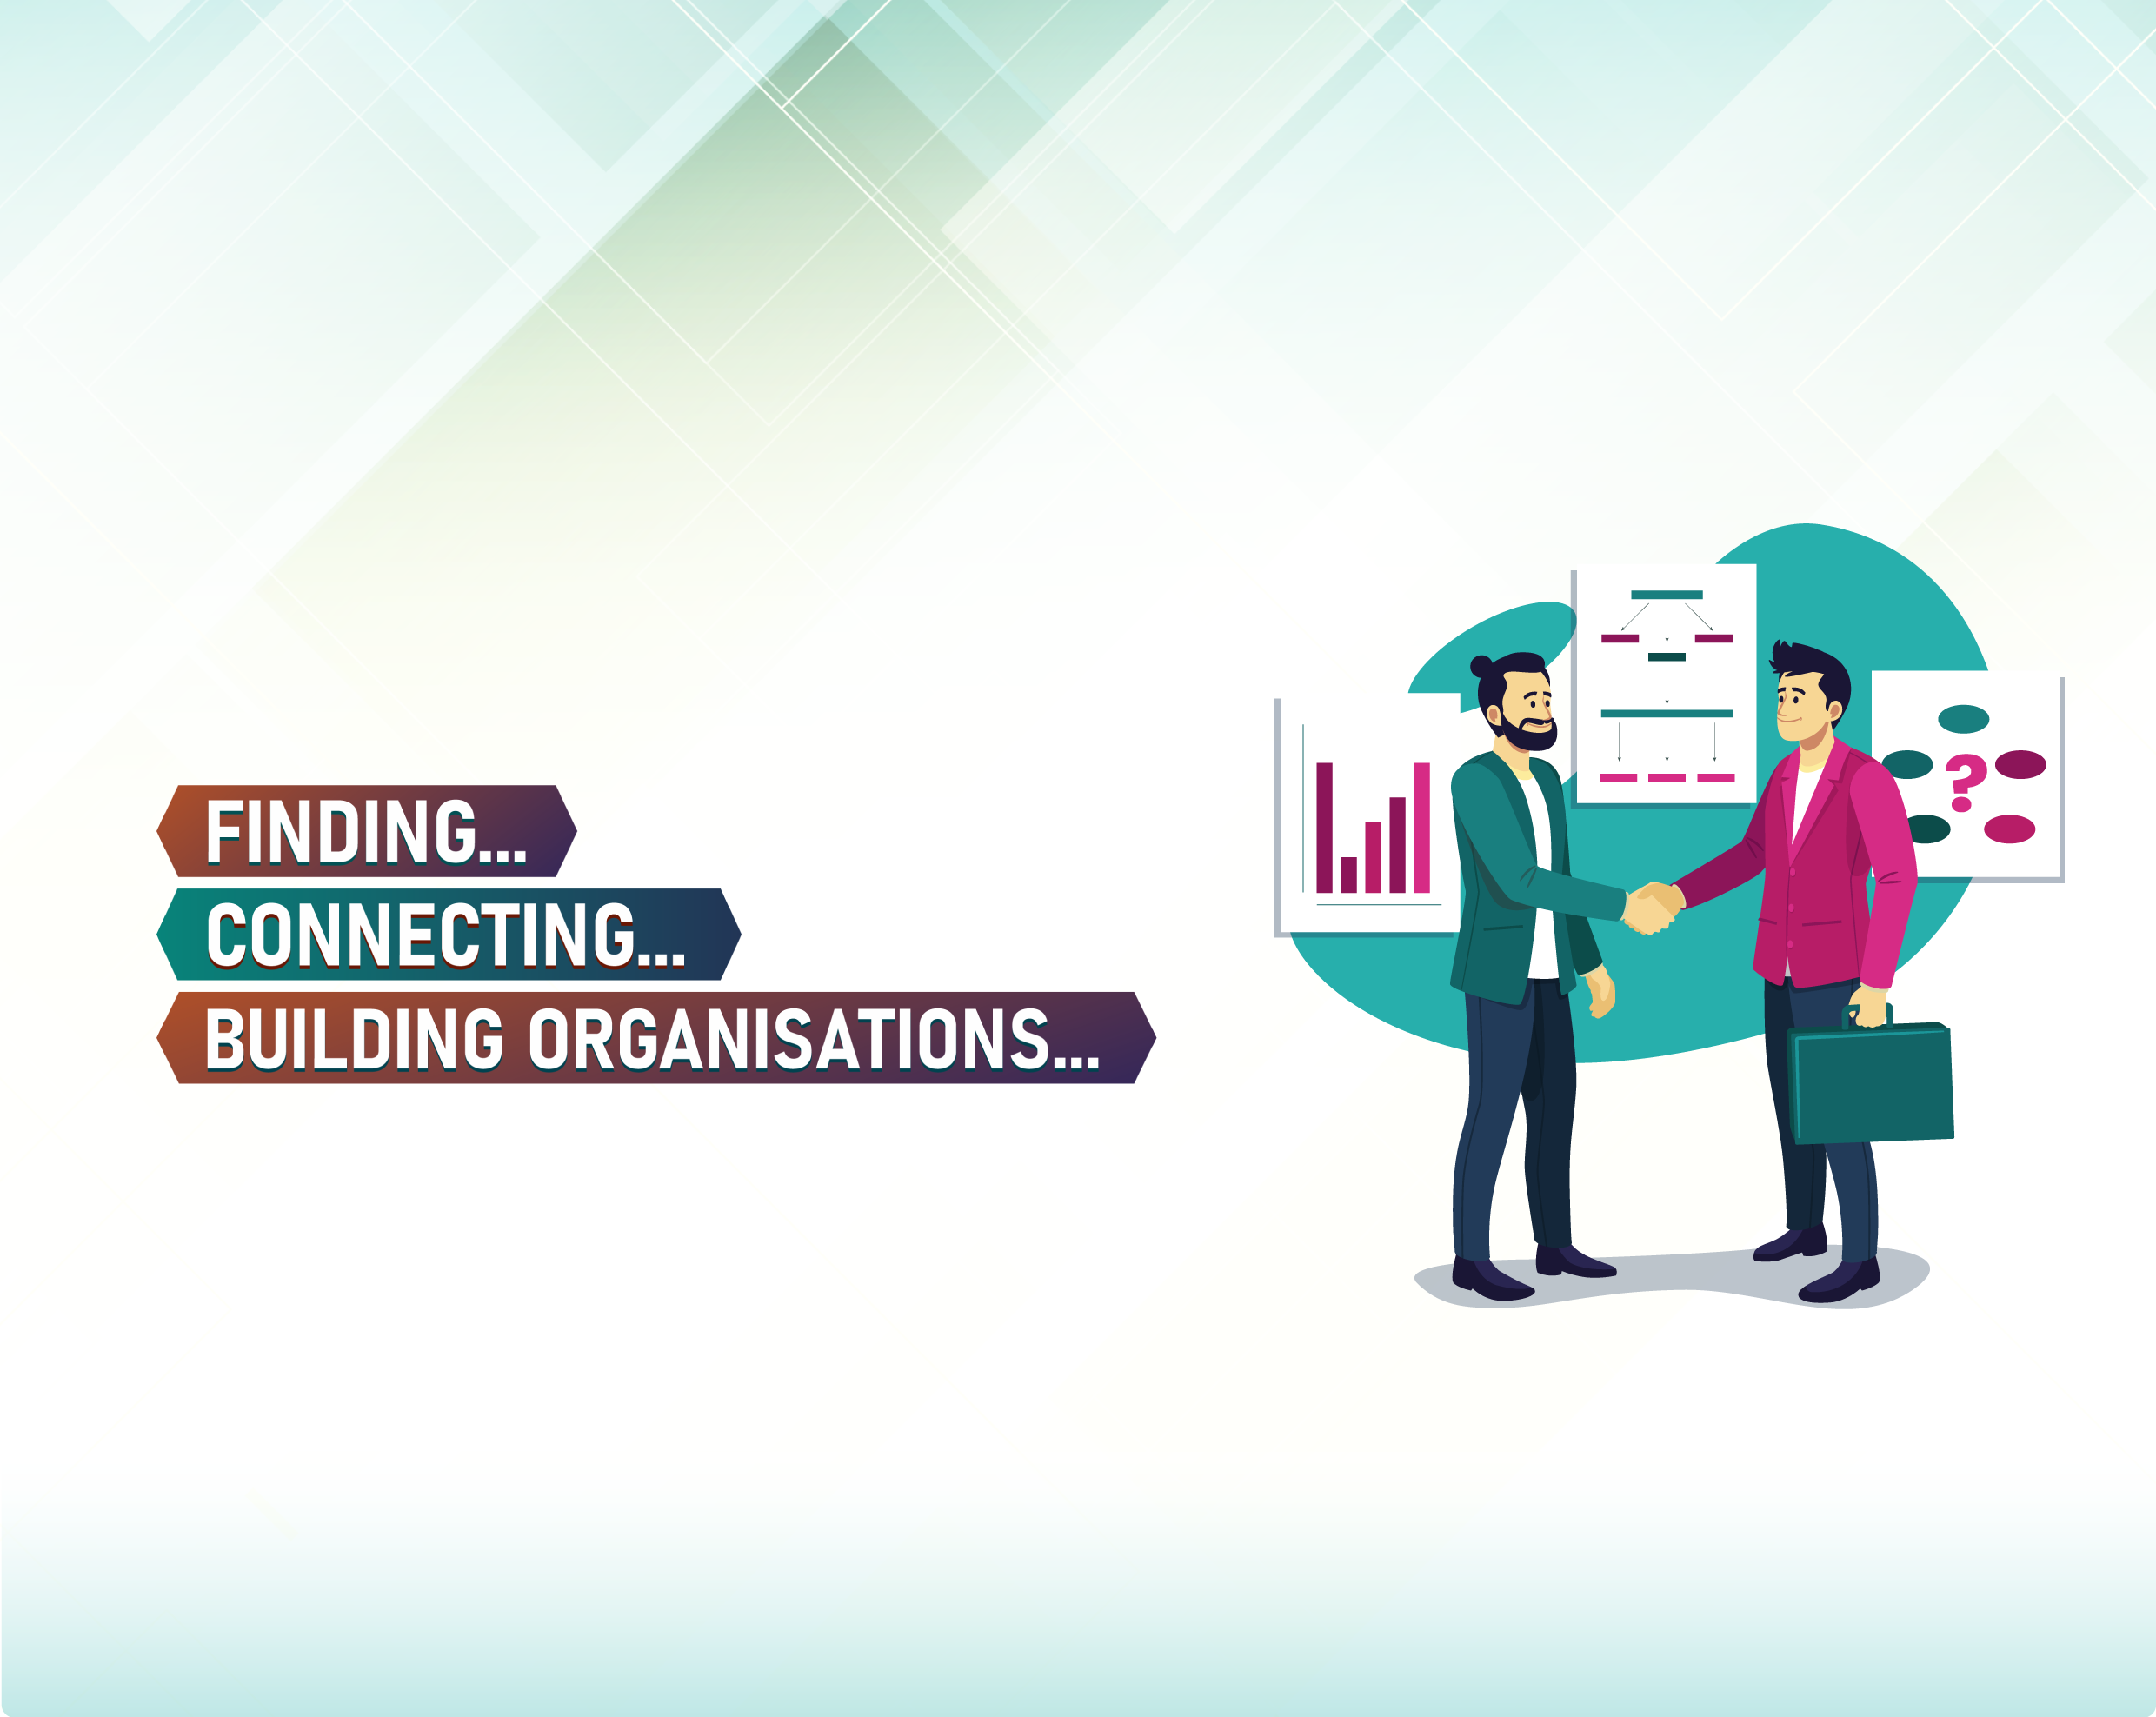 FINDING...
CONNECTING...
BUILDING ORGANISATIONS...
?